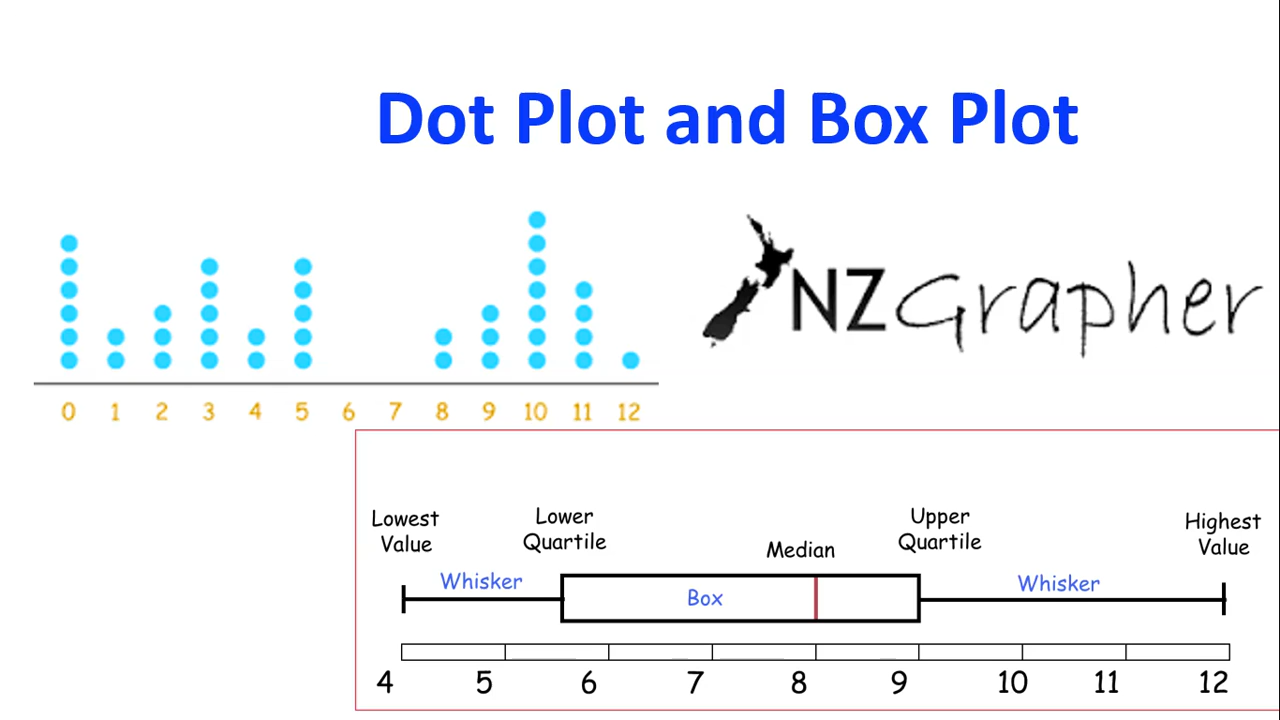 Dot Plot and Box Plot
NZGrapher
0 1 2 3 4 5 6 7 8 9 10 11 12
Lowest Value
Lower Quartile
Median
Upper Quartile
Highest Value
Whisker
Box
Whisker
4 5 6 7 8 9 10 11 12